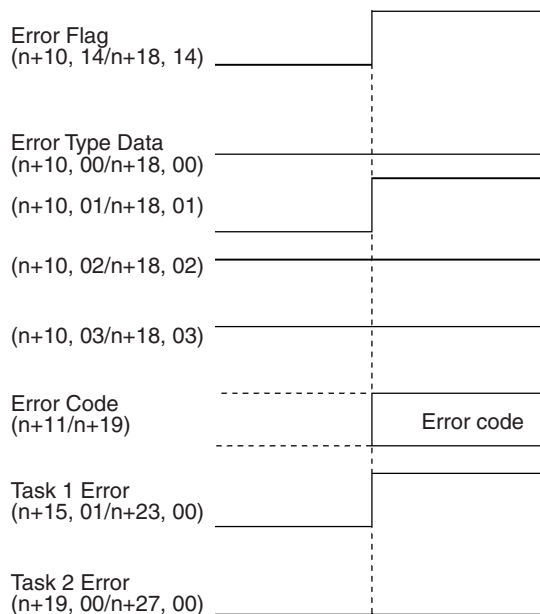 Error Flag
(n+10, 14/n+18, 14)
Error Type Data
(n+10, 00/n+18, 00)
(n+10, 01/n+18, 01)
(n+10, 02/n+18, 02)
(n+10, 03/n+18, 03)
Error Code
(n+11/n+19)
Error code
Task 1 Error
(n+15, 01/n+23, 00)
Task 2 Error
(n+19, 00/n+27, 00)